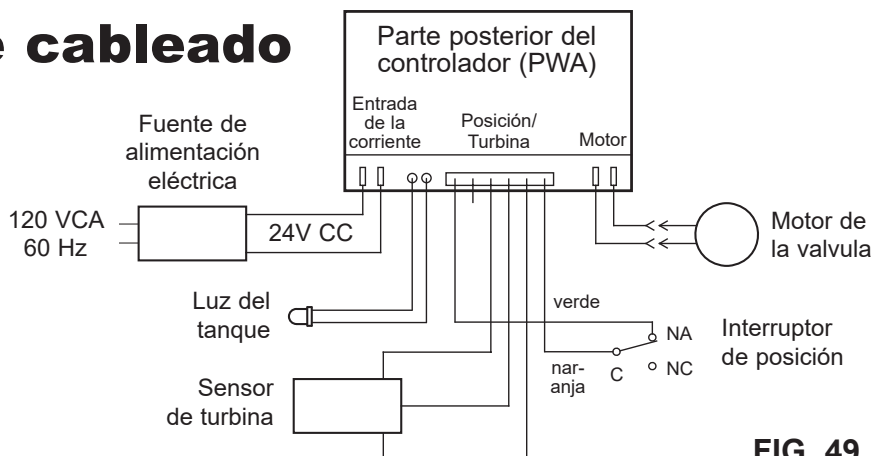 e cableado
Parte posterior del
controlador (PWA)
Entrada
de la
corriente
Posición/
Turbina
Motor
Fuente de
alimentación
eléctrica
120 VCA
60 Hz
24V CC
Motor de
la valvula
Luz del
tanque
verde
NA
Interruptor
de posición
nar-
anja
C
NC
Sensor
de turbina
FIG. 49